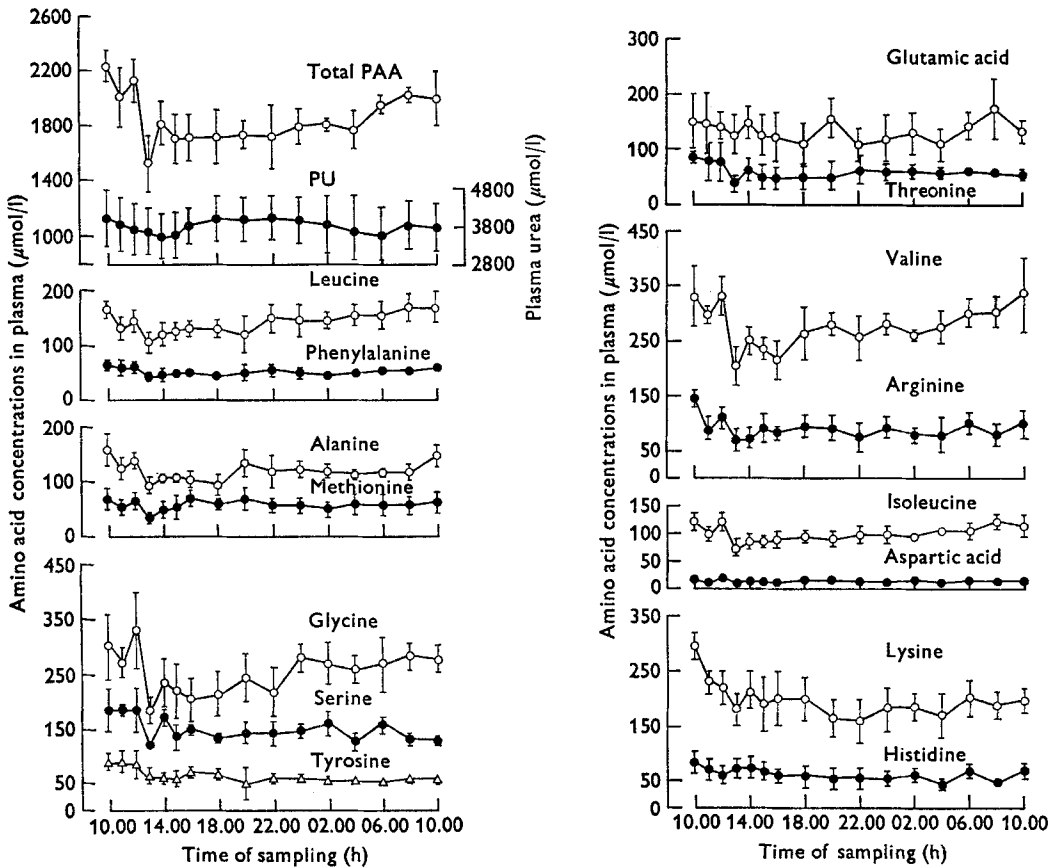 Amino acid concentrations in plasma (μmol/l)
2600
2200
1800
1400
1000
Total PAA
PU
4800
3800
2800
Plasma urea (μmol/l)
200
100
0
Leucine
Phenylalanine
200
100
0
Alanine
Methionine
450
350
250
150
50
0
Glycine
Serine
Tyrosine
10.00 14.00 18.00 22.00 02.00 06.00 10.00
Time of sampling (h)
Amino acid concentrations in plasma (μmol/l)
300
200
100
0
Glutamic acid
Threonine
450
350
250
150
50
0
Valine
Arginine
150
100
50
0
Isoleucine
Aspartic acid
350
250
150
50
0
Lysine
Histidine
10.00 14.00 18.00 22.00 02.00 06.00 10.00
Time of sampling (h)